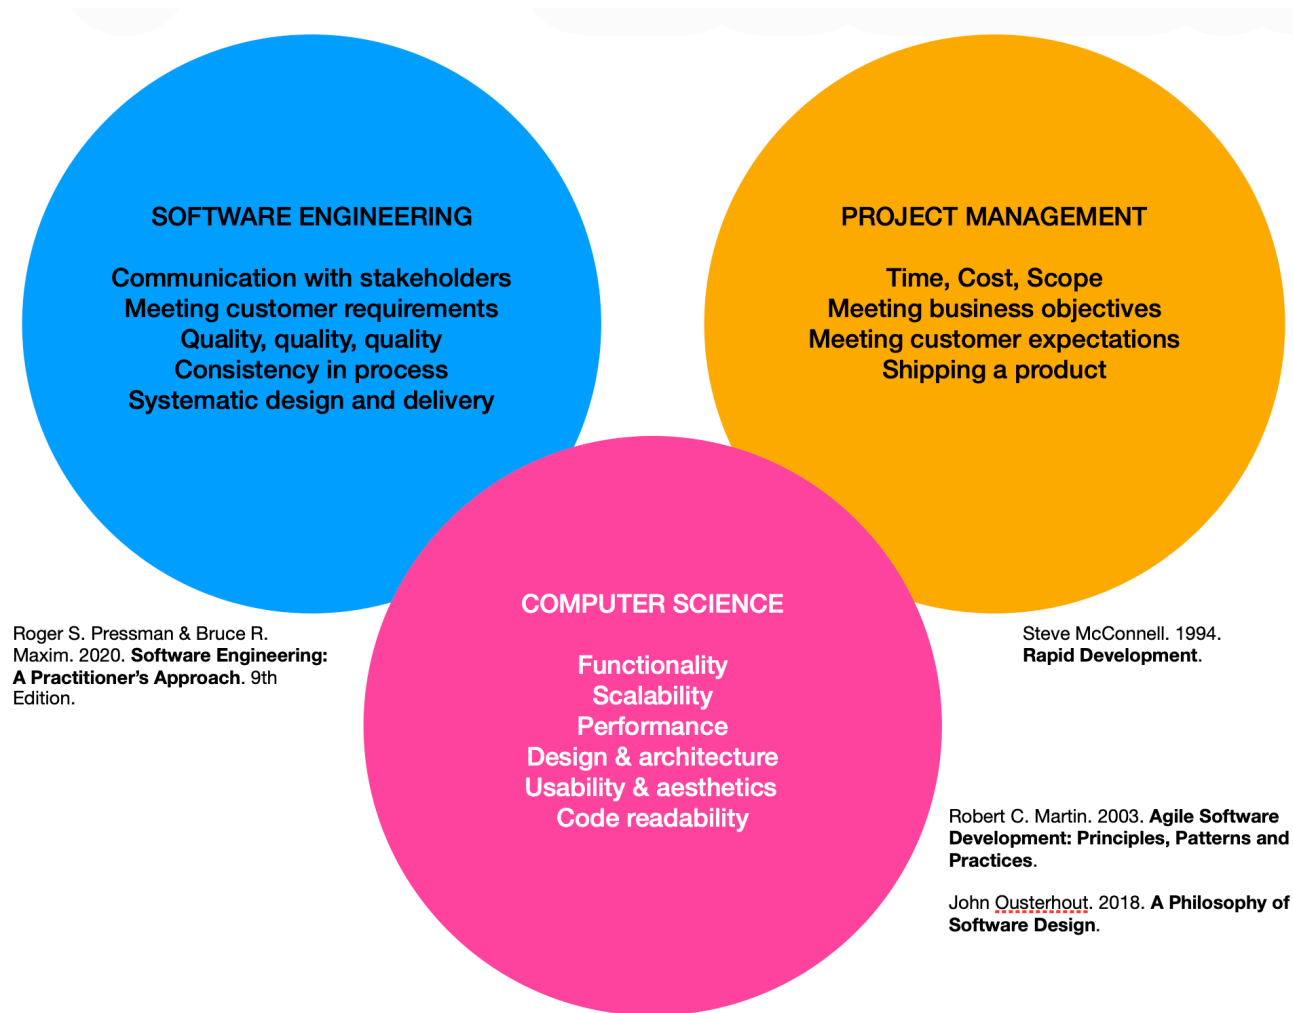 SOFTWARE ENGINEERING
Communication with stakeholders
Meeting customer requirements
Quality, quality, quality
Consistency in process
Systematic design and delivery
PROJECT MANAGEMENT
Time, Cost, Scope
Meeting business objectives
Meeting customer expectations
Shipping a product
COMPUTER SCIENCE
Functionality
Scalability
Performance
Design & architecture
Usability & aesthetics
Code readability
Roger S. Pressman & Bruce R.
Maxim. 2020. Software Engineering:
A Practitioner’s Approach. 9th
Edition.
Steve McConnell. 1994.
Rapid Development.
Robert C. Martin. 2003. Agile Software
Development: Principles, Patterns and
Practices.
John Ousterhout. 2018. A Philosophy of
Software Design.